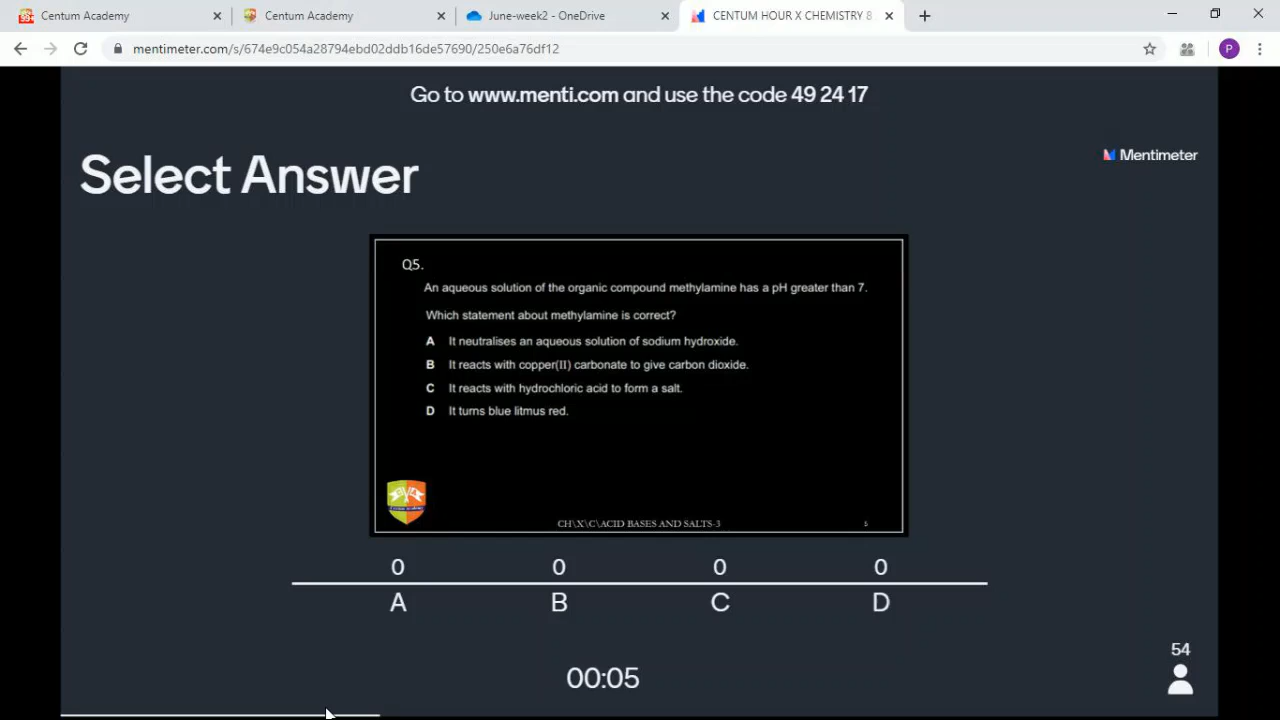 Centum Academy
Centum Academy
June-week2 - OneDrive
CENTUM HOUR X CHEMISTRY 8
mentimeter.com/s/674e9c054a28794ebd02ddb16de57690/250e6a76df12
P
Go to www.menti.com and use the code 49 24 17
Mentimeter
Select Answer
Q5.
An aqueous solution of the organic compound methylamine has a pH greater than 7.
Which statement about methylamine is correct?
A It neutralises an aqueous solution of sodium hydroxide.
B It reacts with copper(II) carbonate to give carbon dioxide.
C It reacts with hydrochloric acid to form a salt.
D It turns blue litmus red.
CH\X\C\ACID BASES AND SALTS-3
5
0 0 0 0
A B C D
54
00:05